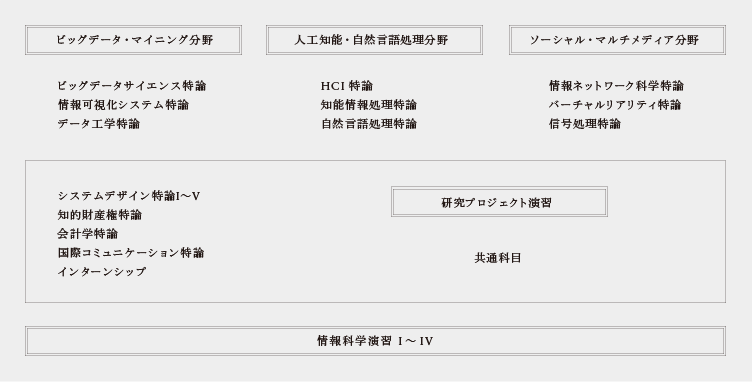 ビッグデータ・マイニング分野
人工知能・自然言語処理分野
ソーシャル・マルチメディア分野
ビッグデータサイエンス特論
情報可視化システム特論
データ工学特論
HCI 特論
知能情報処理特論
自然言語処理特論
情報ネットワーク科学特論
バーチャルリアリティ特論
信号処理特論
システムデザイン特論I〜V
知的財産権特論
会計学特論
国際コミュニケーション特論
インターンシップ
研究プロジェクト演習
共通科目
情報科学演習 I 〜 IV